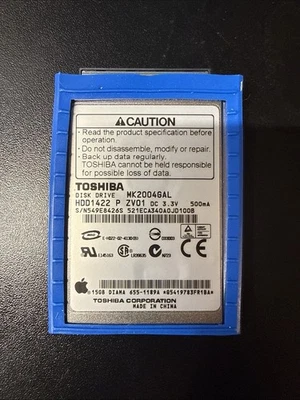 ⚠CAUTION
- Read the product specification before operation.
- Do not disassemble, modify or repair.
- Back up data regularly.
TOSHIBA cannot be held responsible for possible loss of data.
TOSHIBA
DISK DRIVE MK2004GAL
HDD1422 P ZV01 DC 3.3V 500mA
S/N549E8426S 521ECA340A0JD100B
TOSHIBA CORPORATION
MADE IN CHINA